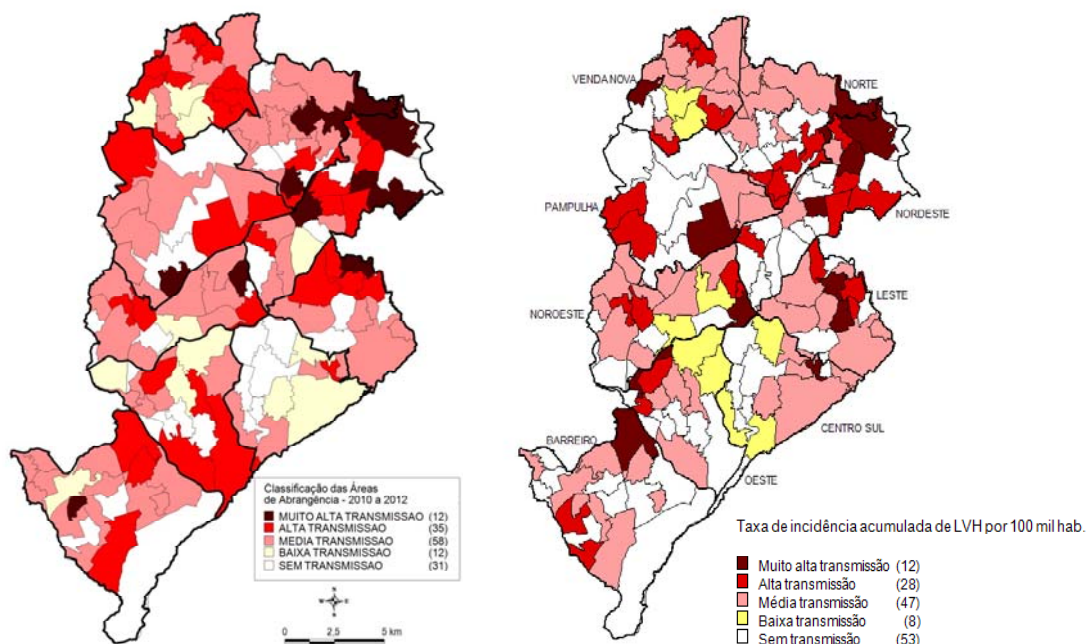 VENDA NOVA
NORTE
PAMPULHA
NORDESTE
NOROESTE
LESTE
BARREIRO
CENTRO SUL
OESTE
Classificação das Áreas
de Abrangência - 2010 a 2012
MUITO ALTA TRANSMISSAO (12)
ALTA TRANSMISSAO (35)
MEDIA TRANSMISSAO (58)
BAIXA TRANSMISSAO (12)
SEM TRANSMISSAO (31)
N
W E
S
0 2,5 5 km
Taxa de incidência acumulada de LVH por 100 mil hab.
Muito alta transmissão (12)
Alta transmissão (28)
Média transmissão (47)
Baixa transmissão (8)
Sem transmissão (53)